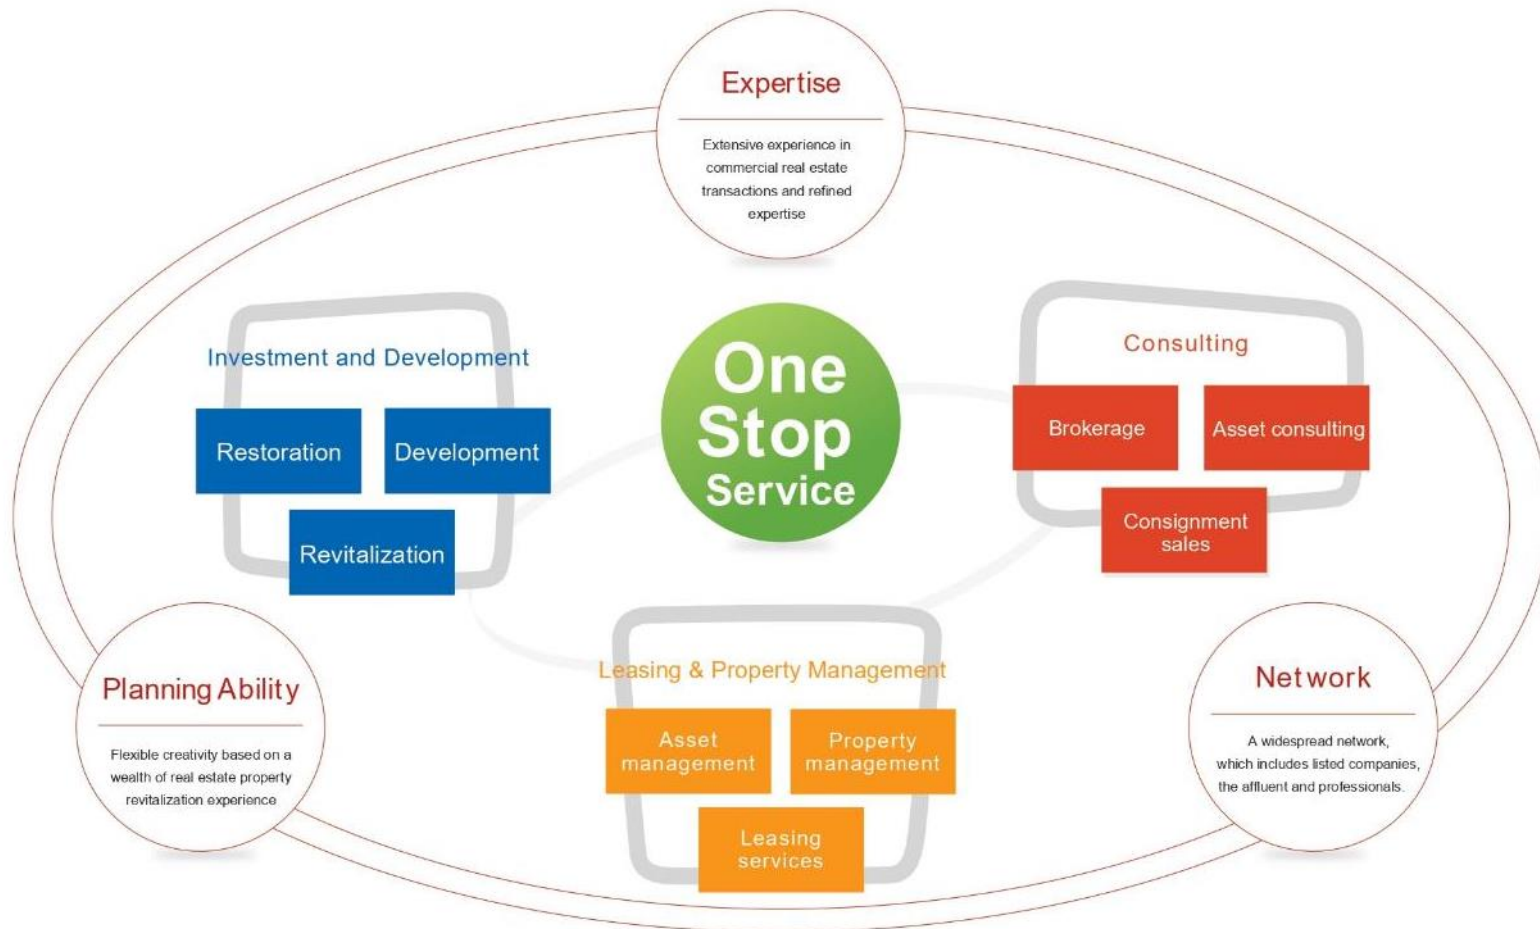 Expertise
Extensive experience in
commercial real estate
transactions and refined
expertise
Investment and Development
Restoration
Development
Revitalization
One
Stop
Service
Consulting
Brokerage
Asset consulting
Consignment
sales
Planning Ability
Flexible creativity based on a
wealth of real estate property
revitalization experience
Leasing & Property Management
Asset
management
Property
management
Leasing
services
Network
A widespread network,
which includes listed companies,
the affluent and professionals.